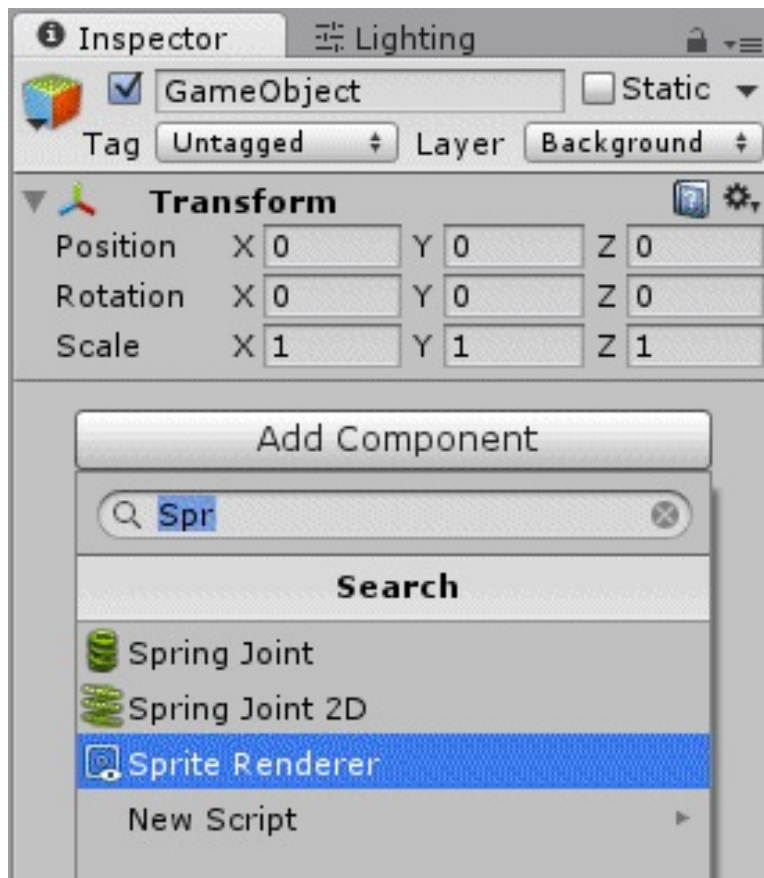 Inspector Lighting
GameObject Static
Tag Untagged Layer Background
Transform
Position X 0 Y 0 Z 0
Rotation X 0 Y 0 Z 0
Scale X 1 Y 1 Z 1
Add Component
Spr
Search
Spring Joint
Spring Joint 2D
Sprite Renderer
New Script